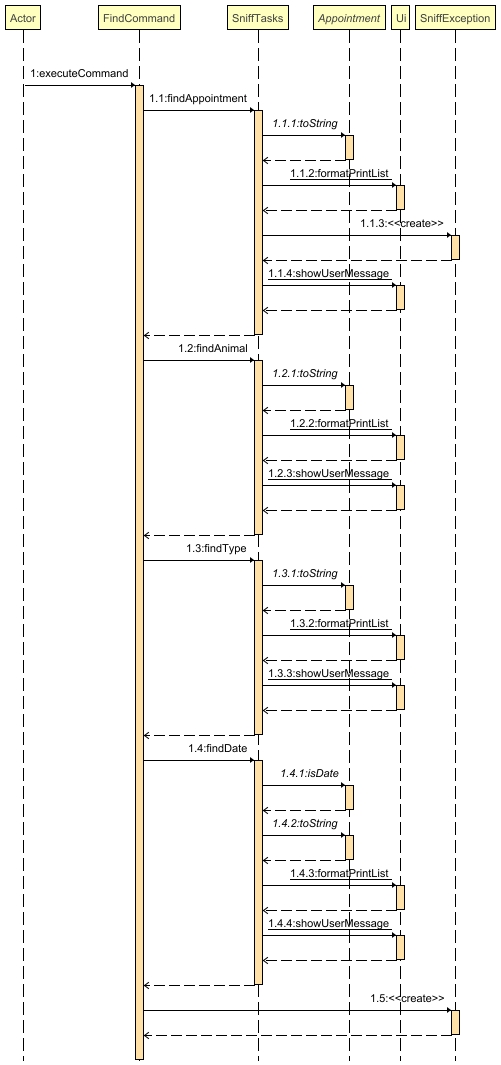 Actor FindCommand SniffTasks Appointment Ui SniffException
1:executeCommand
1.1:findAppointment
1.1.1:toString
1.1.2:formatPrintList
1.1.3:<<create>>
1.1.4:showUserMessage
1.2:findAnimal
1.2.1:toString
1.2.2:formatPrintList
1.2.3:showUserMessage
1.3:findType
1.3.1:toString
1.3.2:formatPrintList
1.3.3:showUserMessage
1.4:findDate
1.4.1:isDate
1.4.2:toString
1.4.3:formatPrintList
1.4.4:showUserMessage
1.5:<<create>>